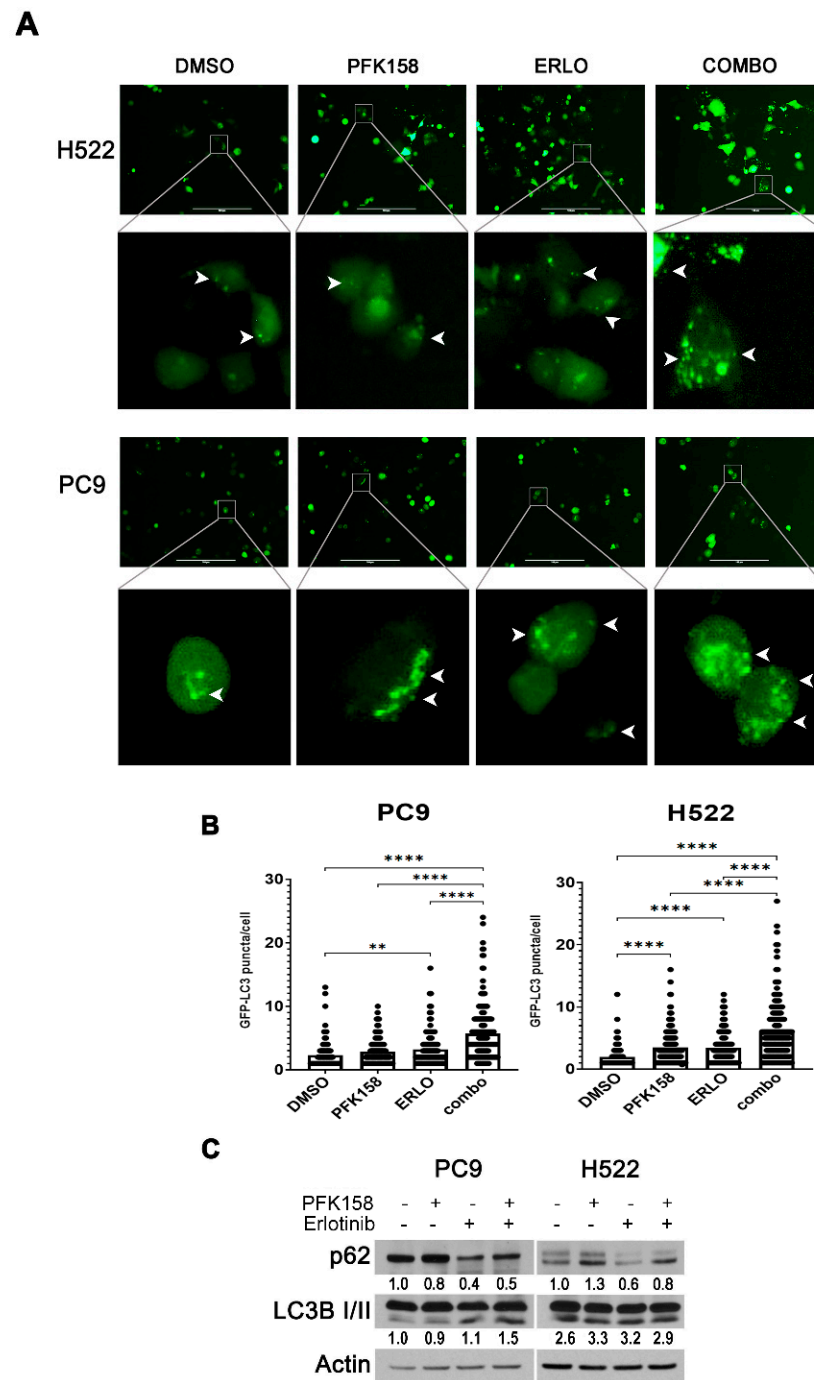 A
DMSO PFK158 ERLO COMBO
H522
PC9
B
PC9
****
****
****
**
GFP-LC3 puncta/cell
30
20
10
0
DMSO PFK158 ERLO combo
H522
****
****
****
****
****
GFP-LC3 puncta/cell
30
20
10
0
DMSO PFK158 ERLO combo
C
PC9 H522
PFK158 - + - + - + - +
Erlotinib - - + + - - + +
p62
1.0 0.8 0.4 0.5 1.0 1.3 0.6 0.8
LC3B I/II
1.0 0.9 1.1 1.5 2.6 3.3 3.2 2.9
Actin